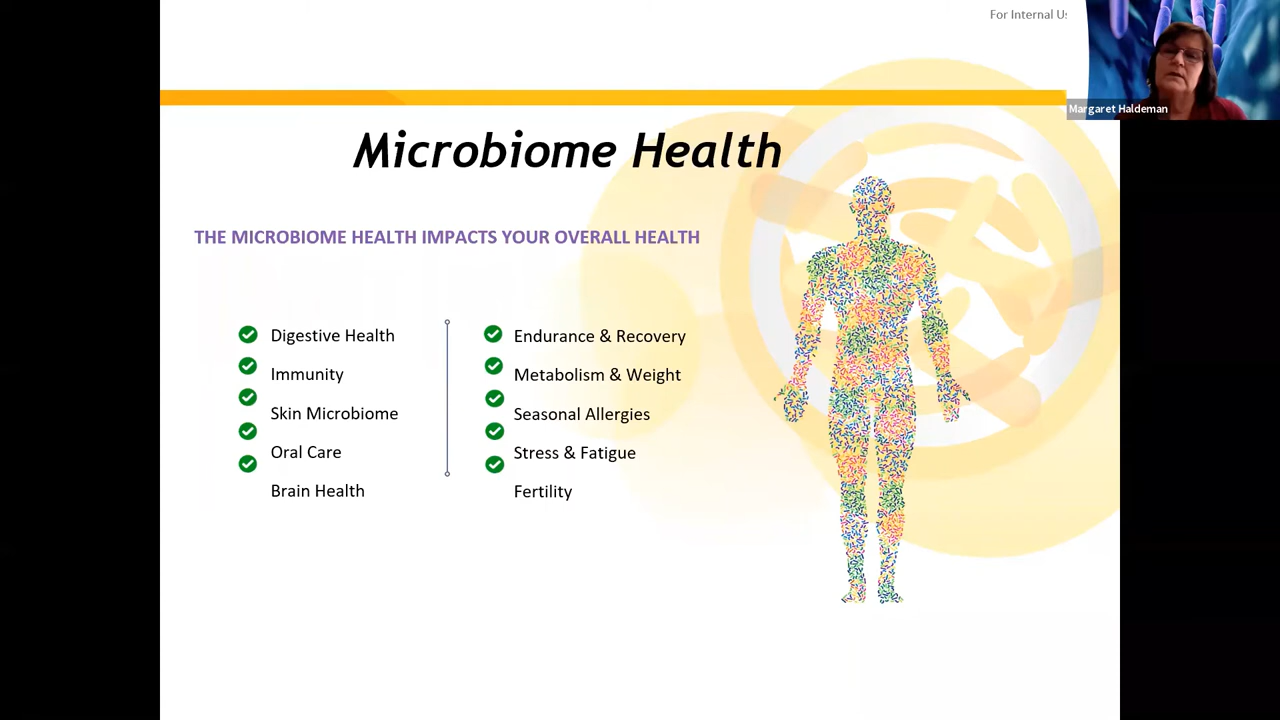 For Internal
Margaret Haldeman
Microbiome Health
THE MICROBIOME HEALTH IMPACTS YOUR OVERALL HEALTH
Digestive Health
Immunity
Skin Microbiome
Oral Care
Brain Health
Endurance & Recovery
Metabolism & Weight
Seasonal Allergies
Stress & Fatigue
Fertility